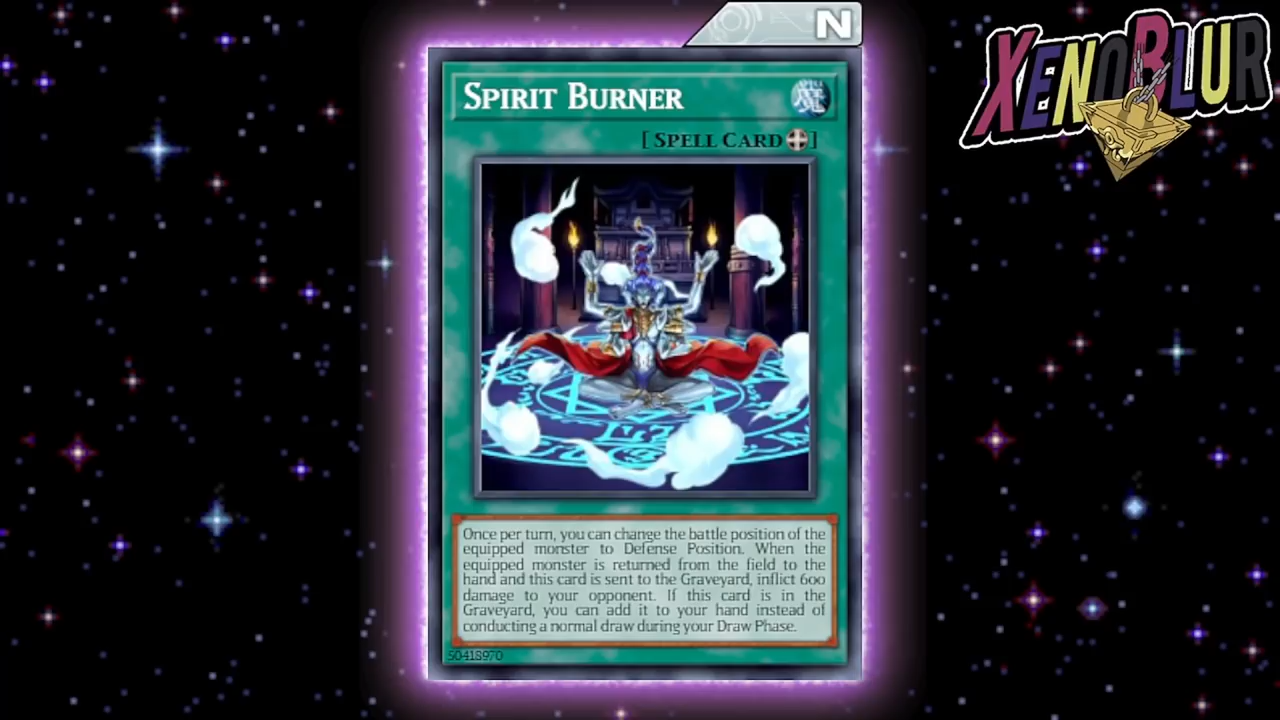 N
XENOBLUR
SPIRIT BURNER
魔
[ SPELL CARD ]
Once per turn, you can change the battle position of the
equipped monster to Defense Position. When the
equipped monster is returned from the field to the
hand and this card is sent to the Graveyard, inflict 600
damage to your opponent. If this card is in the
Graveyard, you can add it to your hand instead of
conducting a normal draw during your Draw Phase.
50418970